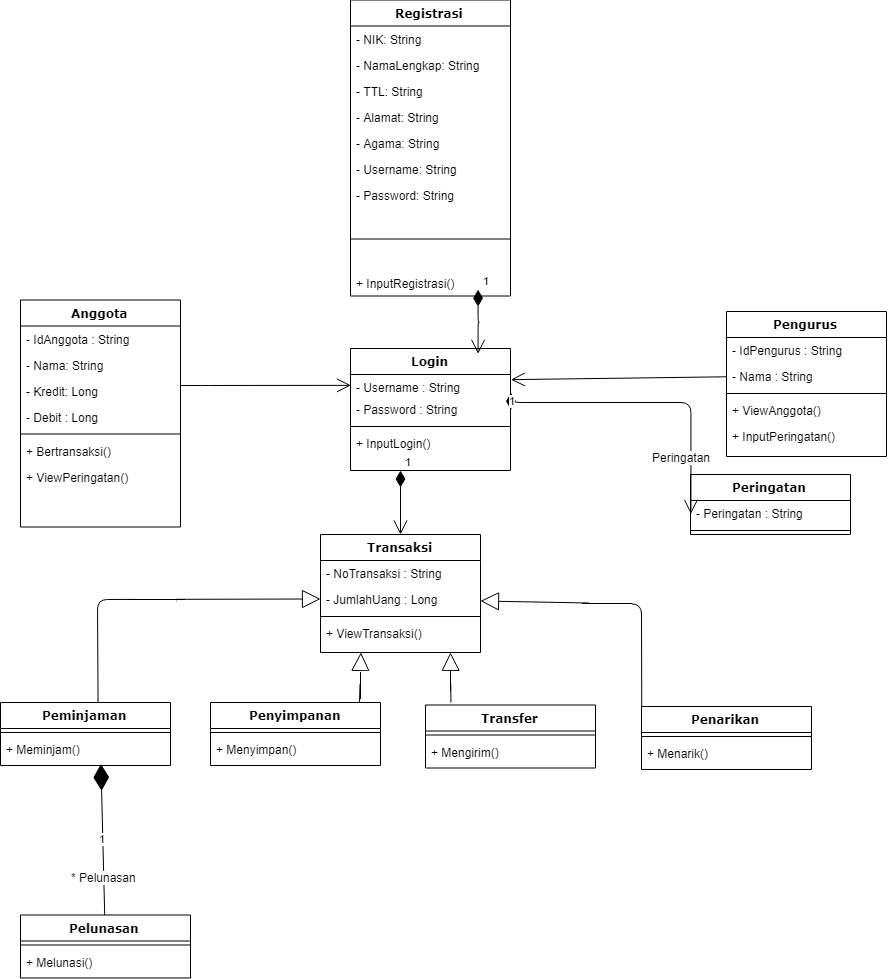 Registrasi
- NIK: String
- NamaLengkap: String
- TTL: String
- Alamat: String
- Agama: String
- Username: String
- Password: String
+ InputRegistrasi()
1
Anggota
- IdAnggota : String
- Nama: String
- Kredit: Long
- Debit : Long
+ Bertransaksi()
+ ViewPeringatan()
Login
- Username : String
- Password : String
+ InputLogin()
1
1
Pengurus
- IdPengurus : String
- Nama : String
+ ViewAnggota()
+ InputPeringatan()
Peringatan
Peringatan
- Peringatan : String
Transaksi
- NoTransaksi : String
- JumlahUang : Long
+ ViewTransaksi()
Peminjaman
+ Meminjam()
Penyimpanan
+ Menyimpan()
Transfer
+ Mengirim()
Penarikan
+ Menarik()
1
* Pelunasan
Pelunasan
+ Melunasi()